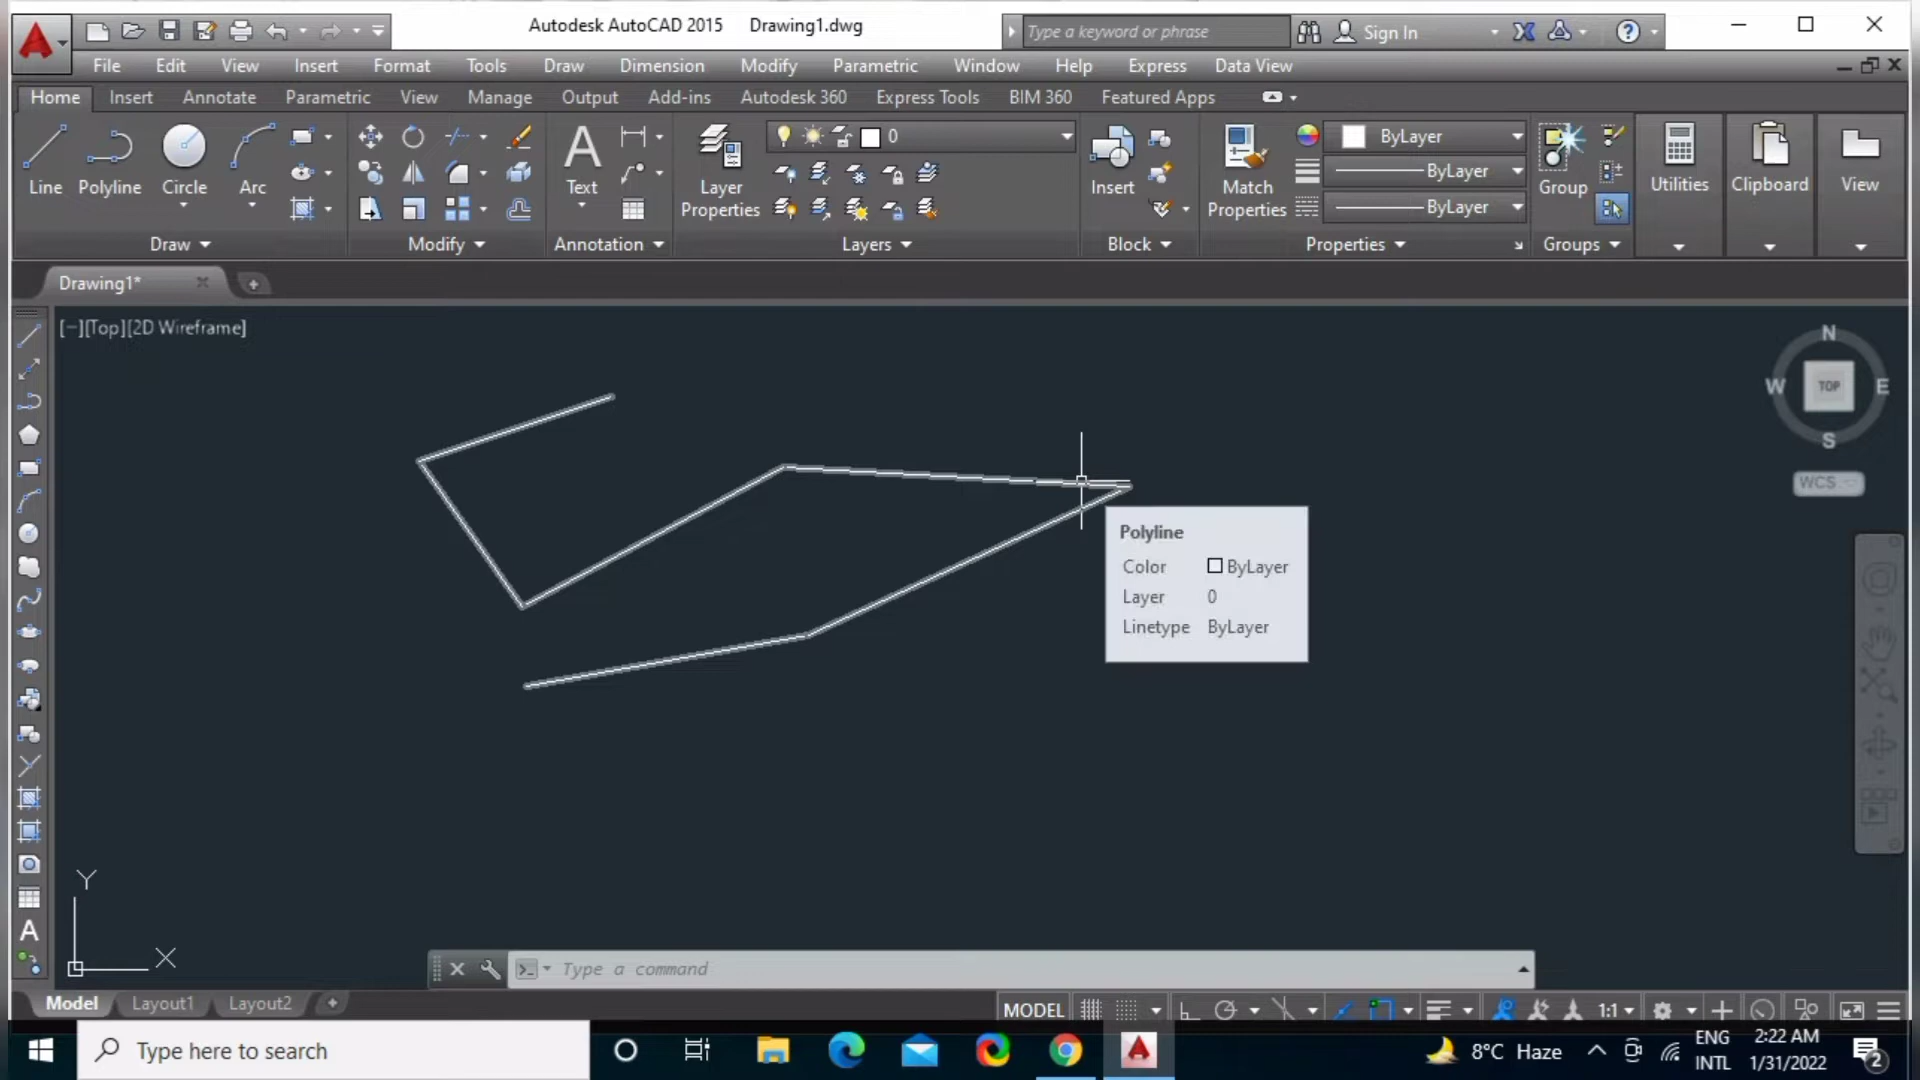 Autodesk AutoCAD 2015 Drawing1.dwg
Type a keyword or phrase
Sign In
File Edit View Insert Format Tools Draw Dimension Modify Parametric Window Help Express Data View
Home Insert Annotate Parametric View Manage Output Add-ins Autodesk 360 Express Tools BIM 360 Featured Apps
0
ByLayer
ByLayer
ByLayer
Line Polyline Circle Arc
Text
Layer
Properties
Insert
Match
Properties
Group
Utilities
Clipboard
View
Draw
Modify
Annotation
Layers
Block
Properties
Groups
Drawing1*
[−][Top][2D Wireframe]
N
W TOP E
S
WCS
Polyline
Color ByLayer
Layer 0
Linetype ByLayer
Y
X
A
Type a command
Model Layout1 Layout2
MODEL
1:1
Type here to search
8°C Haze
ENG
INTL
2:22 AM
1/31/2022
2